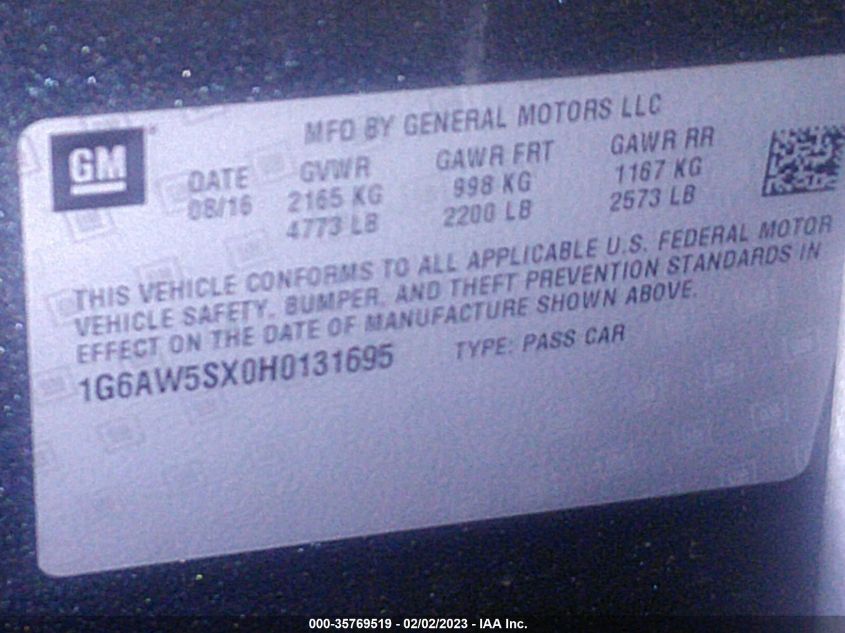 MFD BY GENERAL MOTORS LLC
GM
DATE GVWR GAWR FRT GAWR RR
08/16 2165 KG 998 KG 1167 KG
4773 LB 2200 LB 2573 LB
THIS VEHICLE CONFORMS TO ALL APPLICABLE U.S. FEDERAL MOTOR
VEHICLE SAFETY, BUMPER, AND THEFT PREVENTION STANDARDS IN
EFFECT ON THE DATE OF MANUFACTURE SHOWN ABOVE.
1G6AW5SX0H0131695 TYPE: PASS CAR
000-35769519 - 02/02/2023 - IAA Inc.